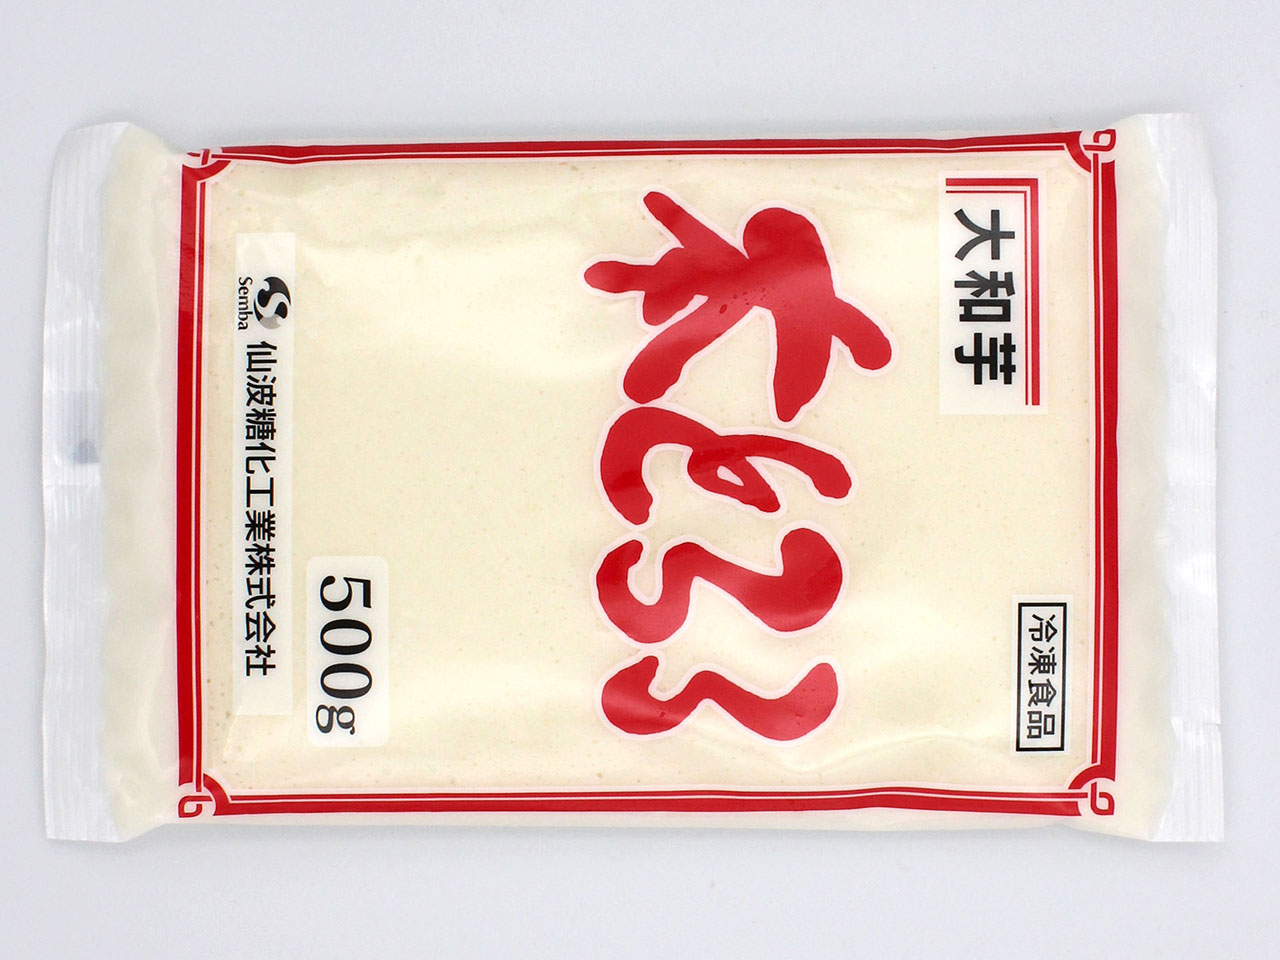 大和芋
冷凍食品
本とろろ
500g
Semba
仙波糖化工業株式会社